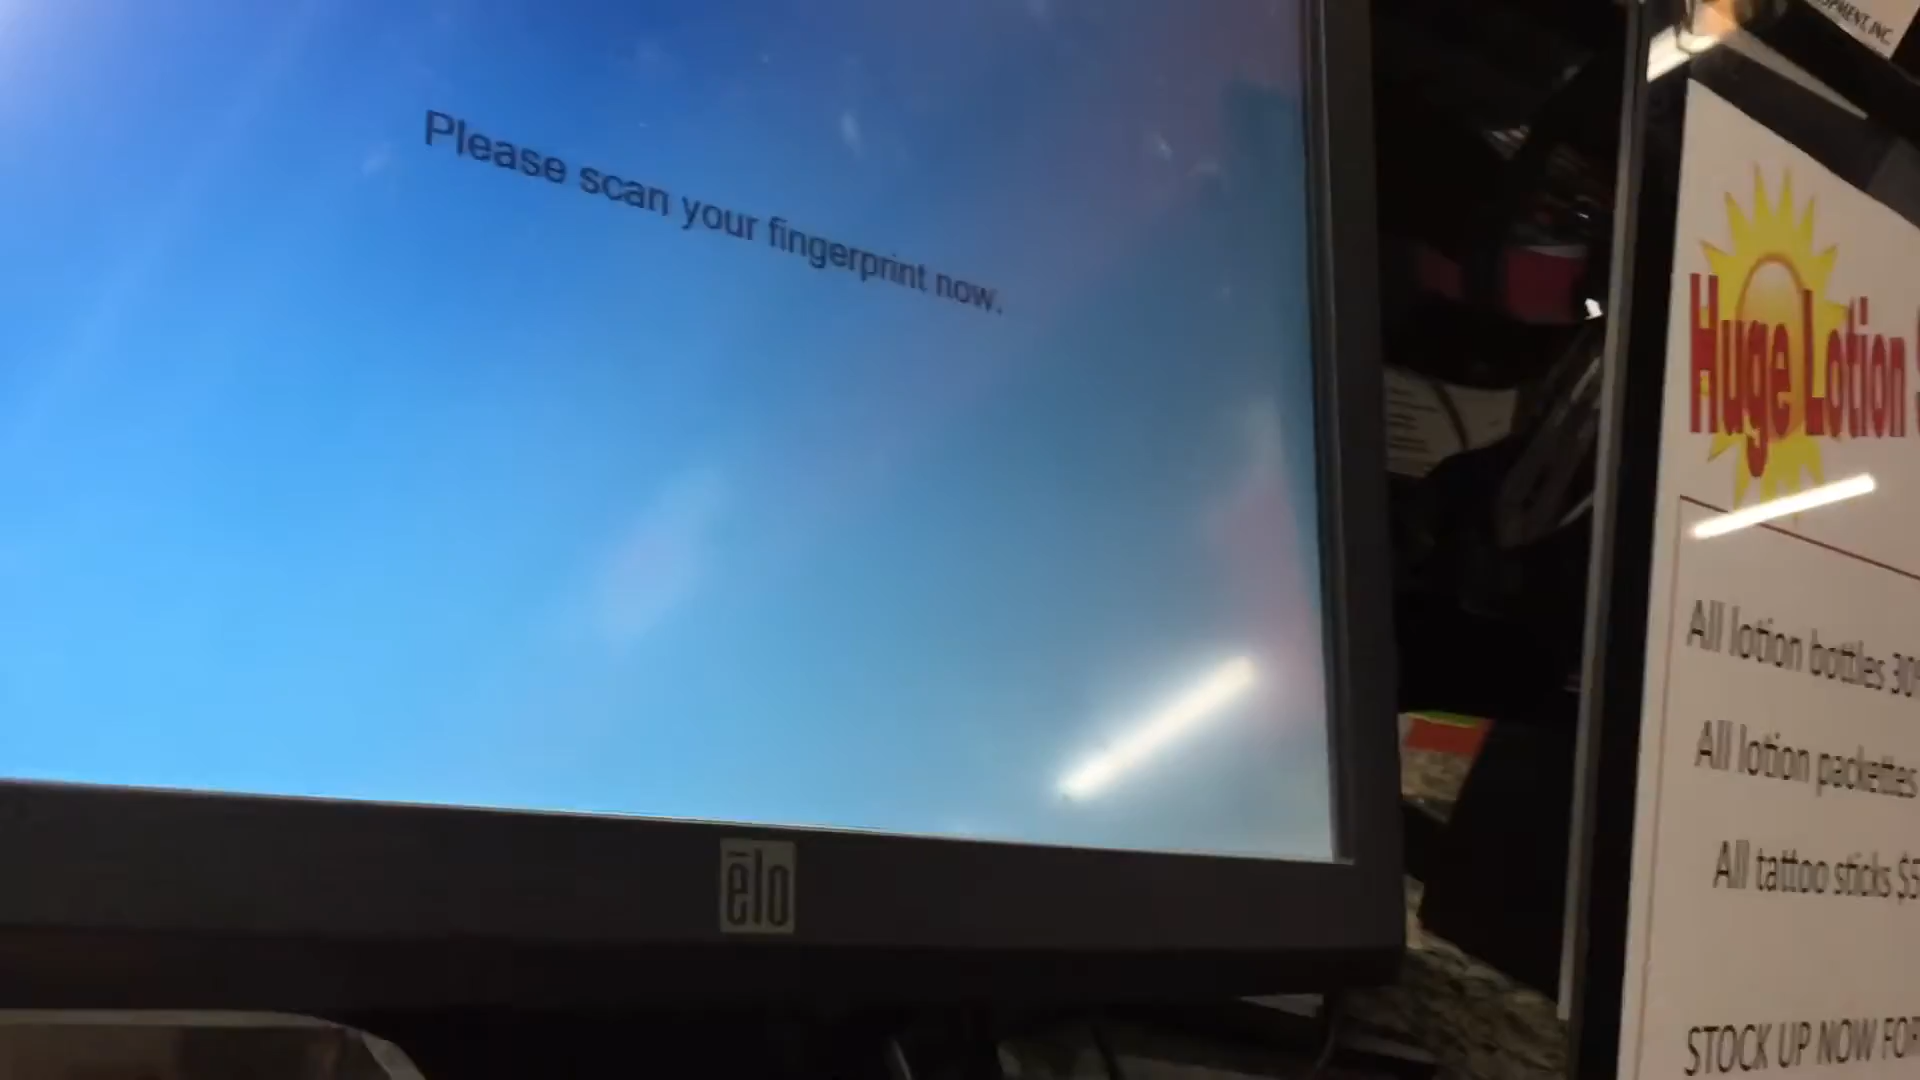 Please scan your fingerprint now.
elo
INC.
Huge Lotion
All lotion bottles
All lotion packettes
All tattoo sticks
STOCK UP NOW